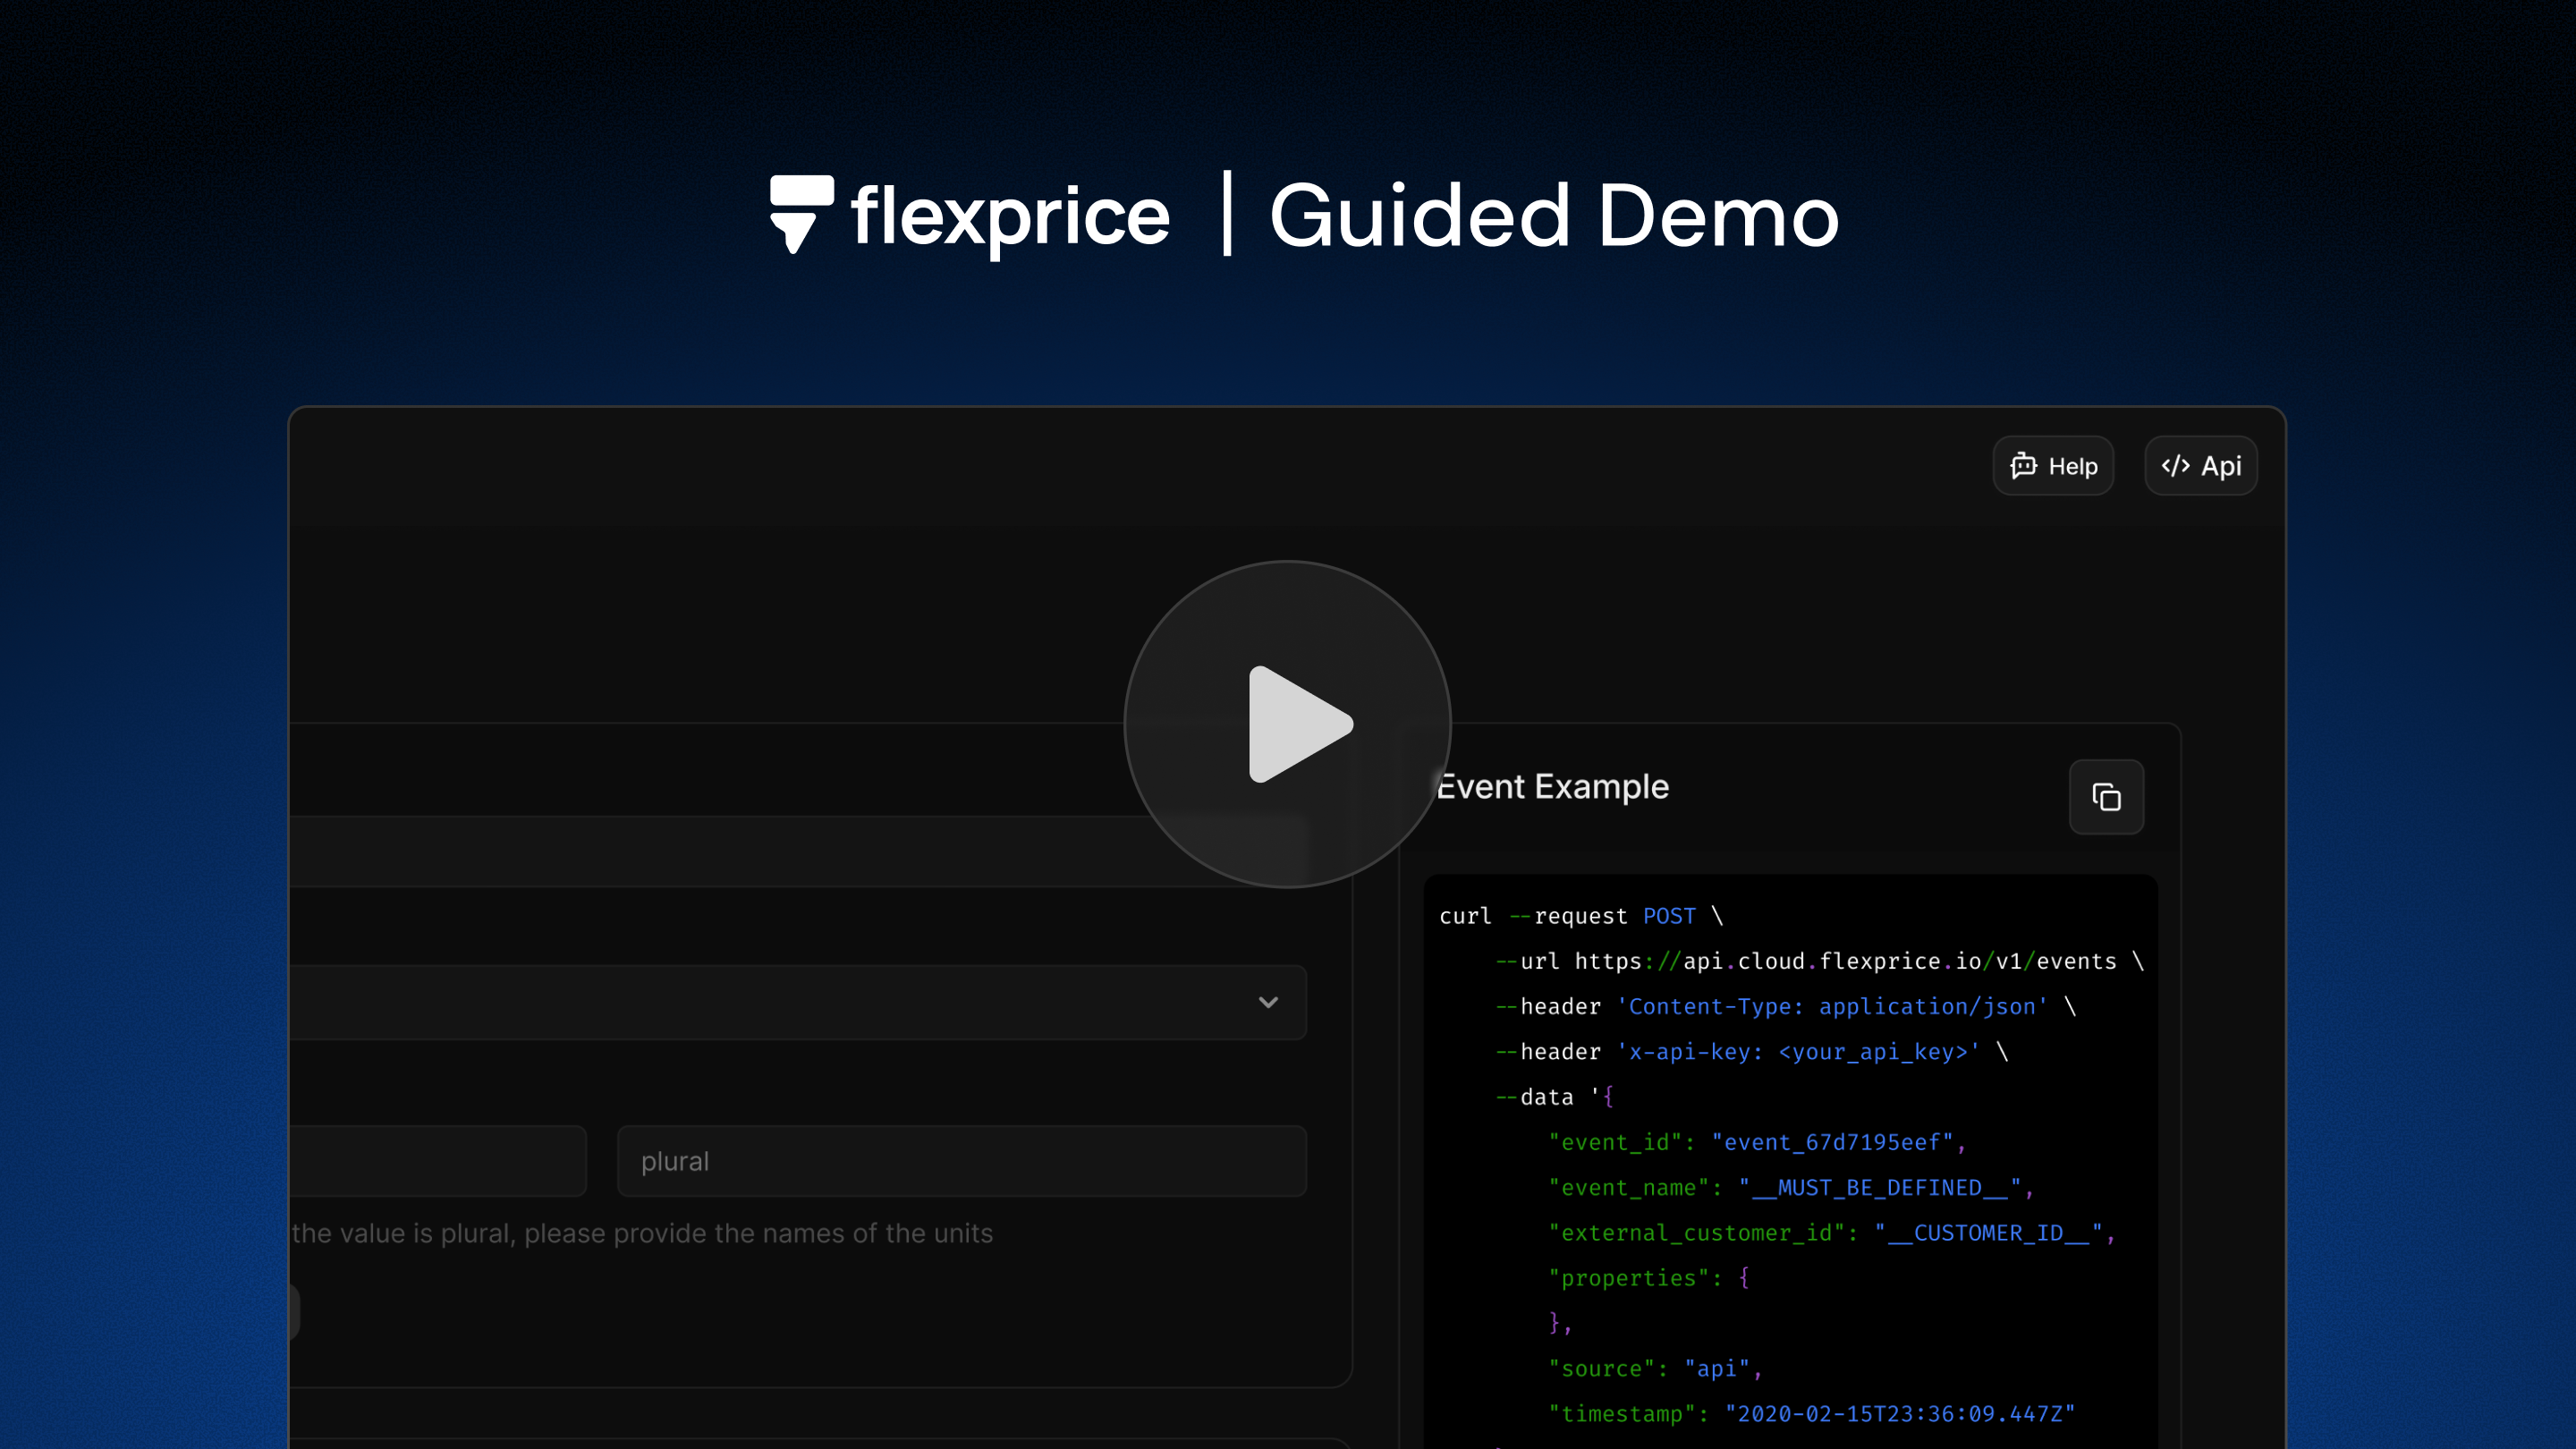 flexprice | Guided Demo
Help
Api
Event Example
curl --request POST \
--url https://api.cloud.flexprice.io/v1/events \
--header 'Content-Type: application/json' \
--header 'x-api-key: <your_api_key>' \
--data '{
"event_id": "event_67d7195eef",
"event_name": "__MUST_BE_DEFINED__",
"external_customer_id": "__CUSTOMER_ID__",
"properties": {
},
"source": "api",
"timestamp": "2020-02-15T23:36:09.447Z"
plural
the value is plural, please provide the names of the units